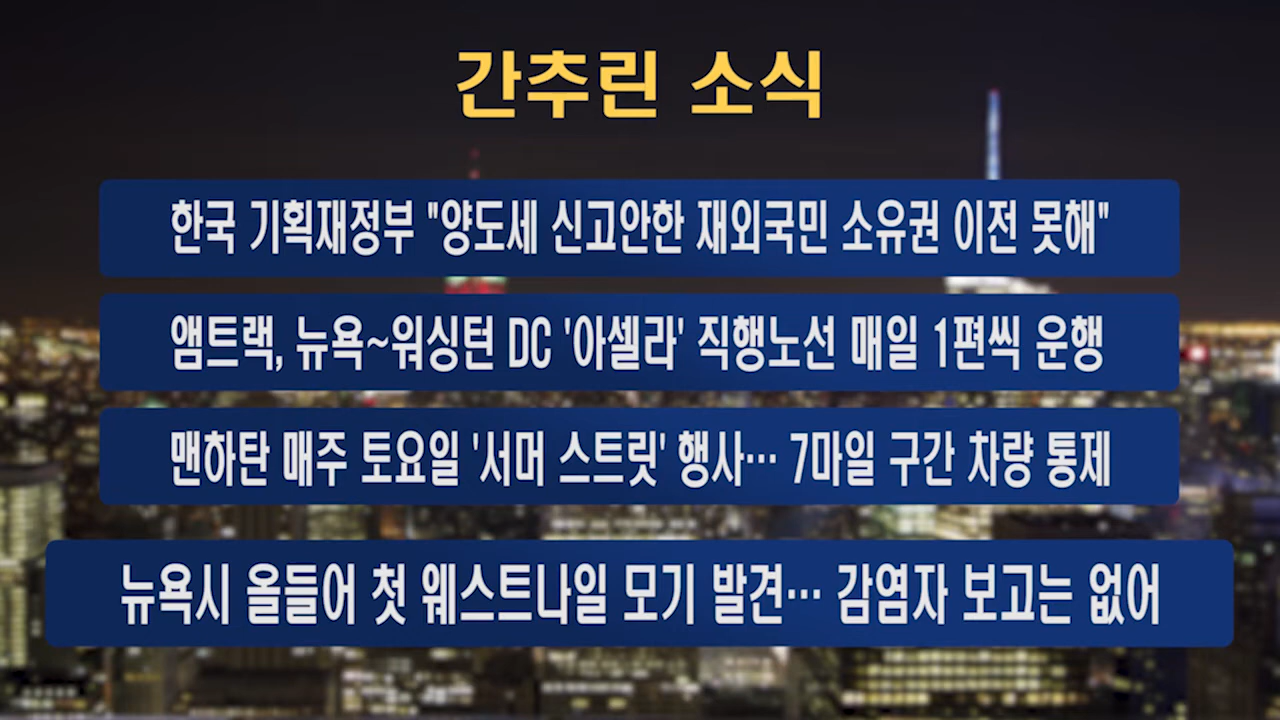 간추린 소식
한국 기획재정부 "양도세 신고안한 재외국민 소유권 이전 못해"
앰트랙, 뉴욕~워싱턴 DC '아셀라' 직행노선 매일 1편씩 운행
맨하탄 매주 토요일 '서머 스트릿' 행사… 7마일 구간 차량 통제
뉴욕시 올들어 첫 웨스트나일 모기 발견… 감염자 보고는 없어